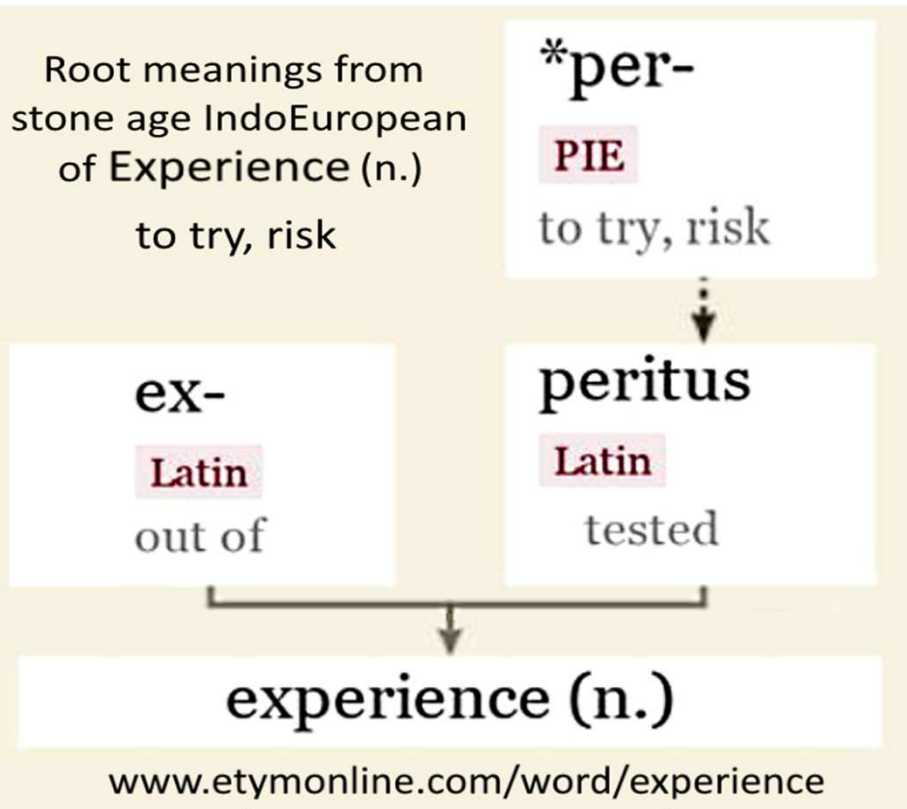 Root meanings from
stone age IndoEuropean
of Experience (n.)
to try, risk
*per-
PIE
to try, risk
ex-
Latin
out of
peritus
Latin
tested
experience (n.)
www.etymonline.com/word/experience